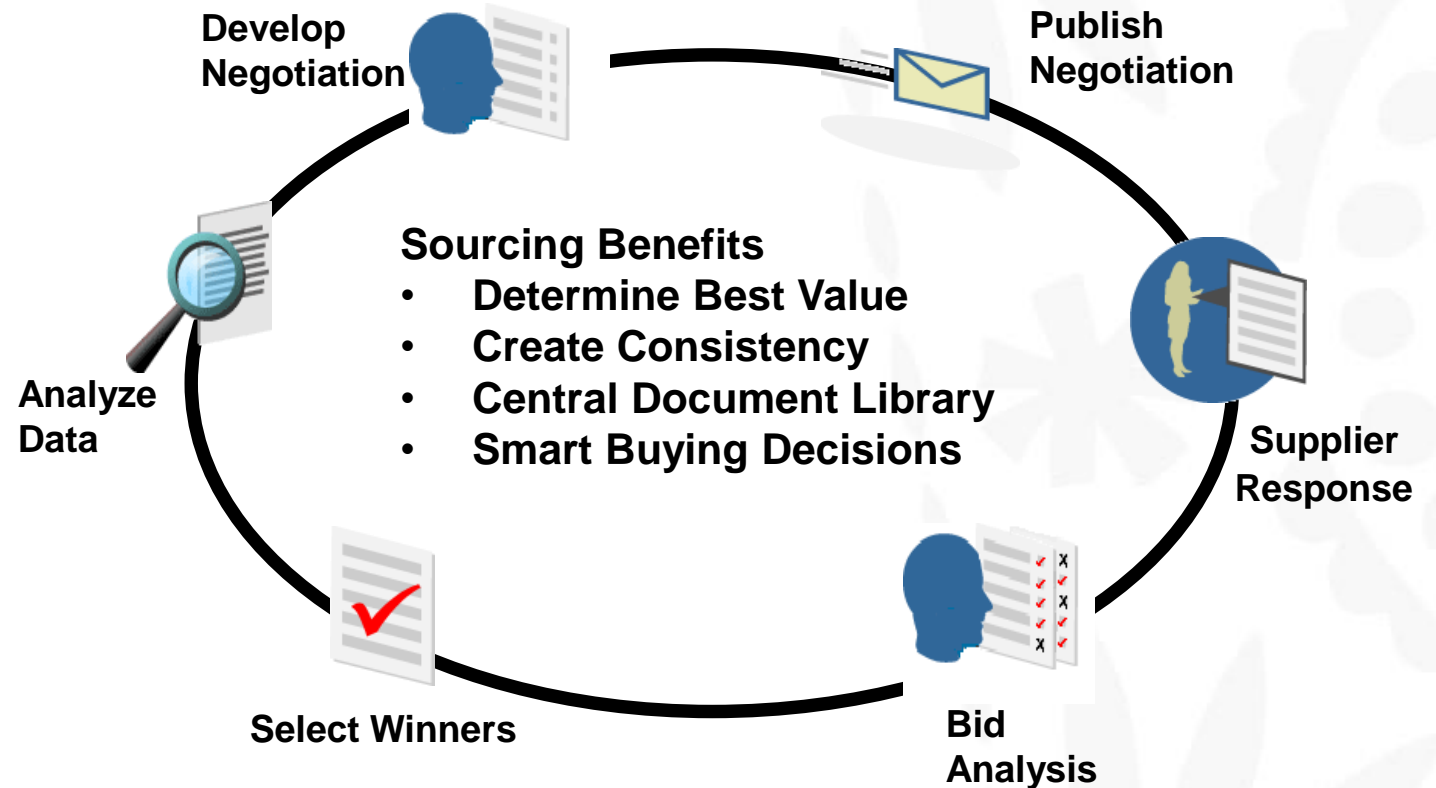 Develop
Negotiation
Publish
Negotiation
Sourcing Benefits
• Determine Best Value
• Create Consistency
• Central Document Library
• Smart Buying Decisions
Analyze
Data
Supplier
Response
Select Winners
Bid
Analysis